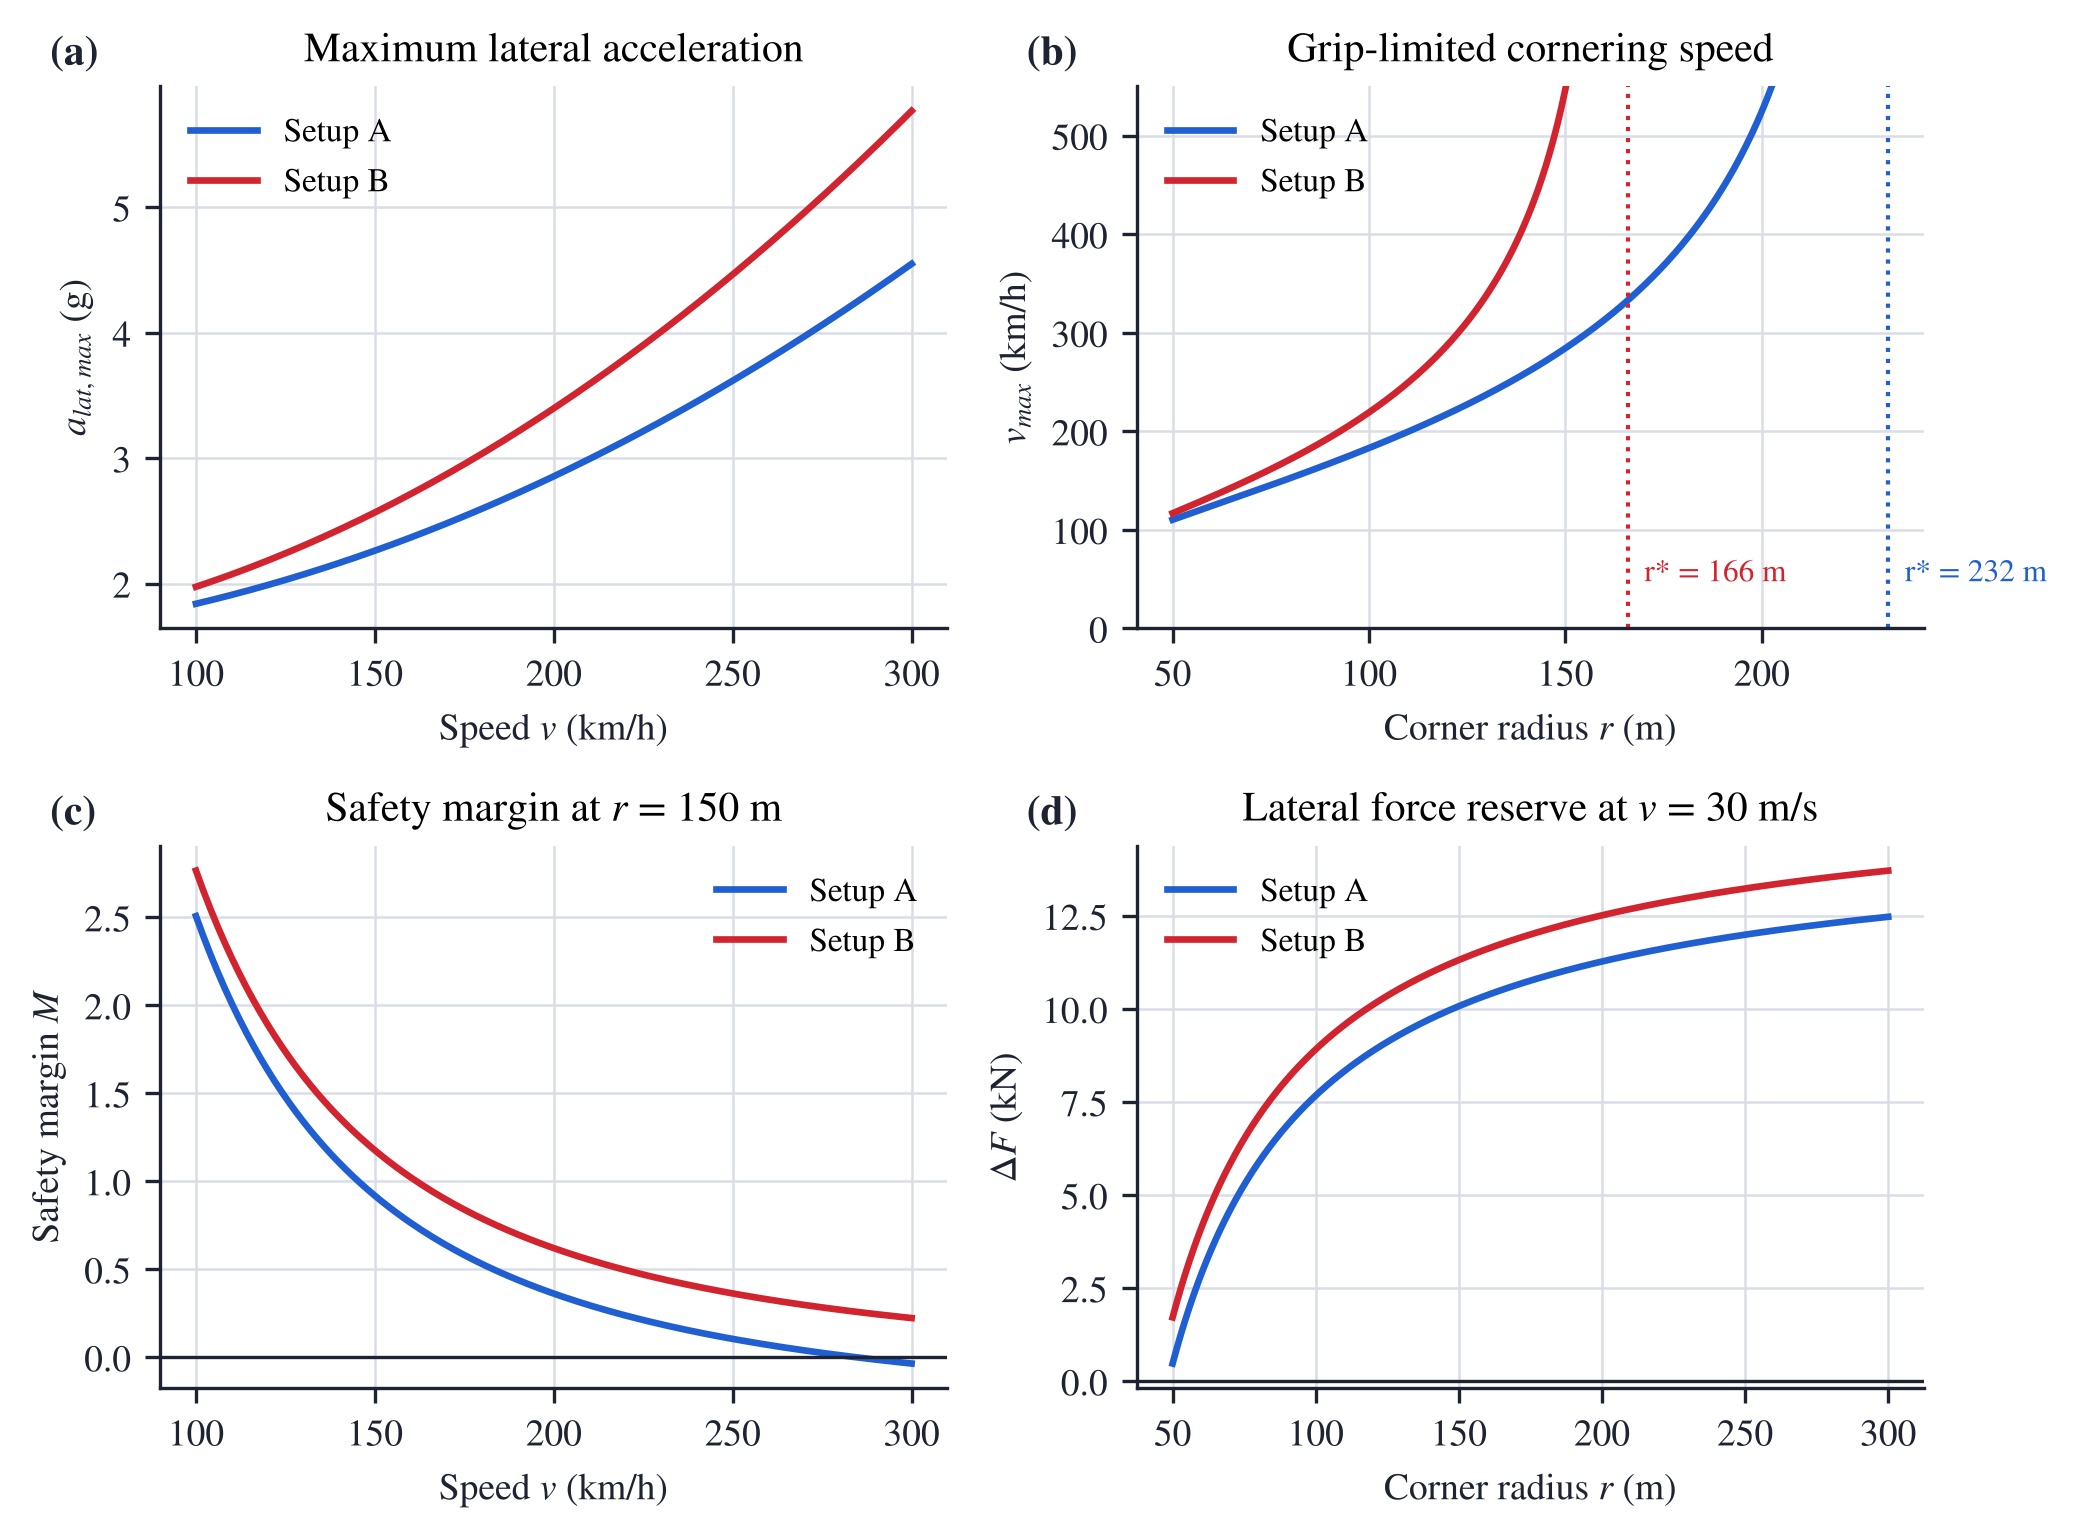 (a)
Maximum lateral acceleration
Setup A
Setup B
5
4
3
2
a_{lat, max} (g)
100 150 200 250 300
Speed v (km/h)
(b)
Grip-limited cornering speed
Setup A
Setup B
500
400
300
200
100
0
v_{max} (km/h)
r* = 166 m
r* = 232 m
50 100 150 200
Corner radius r (m)
(c)
Safety margin at r = 150 m
Setup A
Setup B
2.5
2.0
1.5
1.0
0.5
0.0
Safety margin M
100 150 200 250 300
Speed v (km/h)
(d)
Lateral force reserve at v = 30 m/s
Setup A
Setup B
12.5
10.0
7.5
5.0
2.5
0.0
ΔF (kN)
50 100 150 200 250 300
Corner radius r (m)